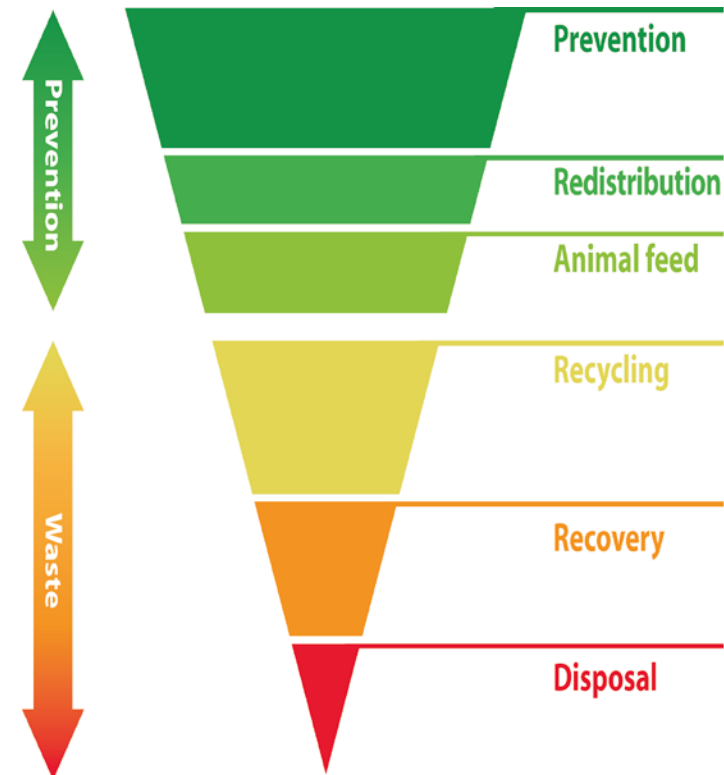 Prevention
Prevention
Redistribution
Animal feed
Recycling
Waste
Recovery
Disposal